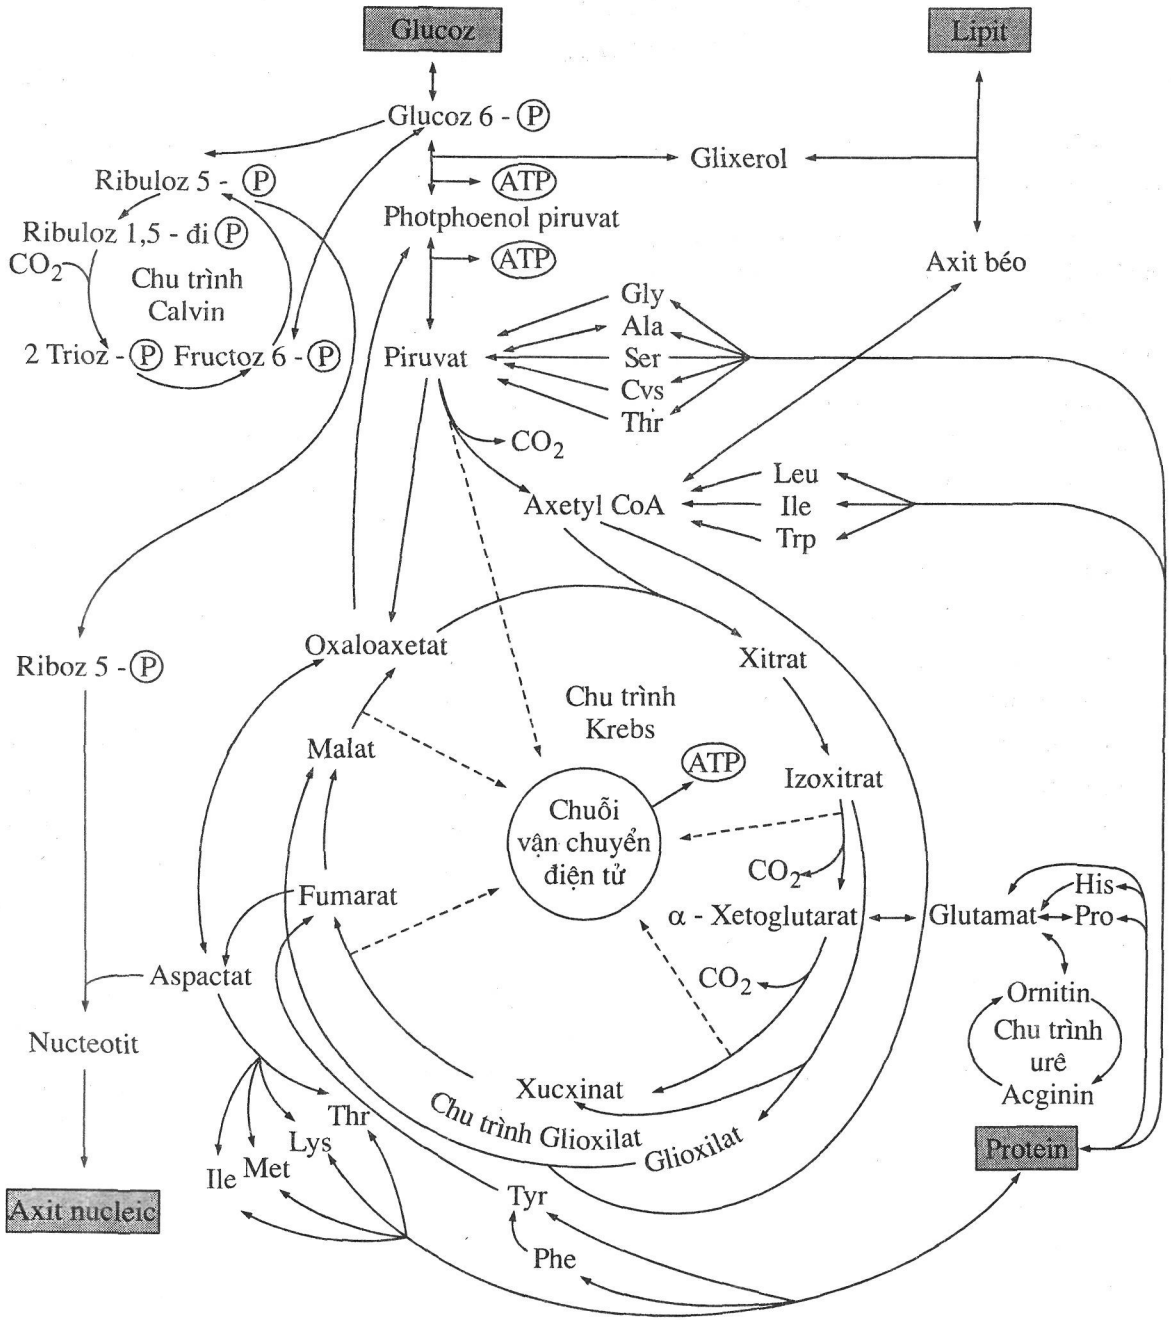 Glucoz
Lipit
Glucoz 6 - P
Glixerol
ATP
Ribuloz 5 - P
Photphoenol piruvat
Ribuloz 1,5 - đi P
CO2
Chu trình
Calvin
ATP
Axit béo
2 Trioz - P
Fructoz 6 - P
Piruvat
Gly
Ala
Ser
Cvs
Thr
CO2
Axetyl CoA
Leu
Ile
Trp
Oxaloaxetat
Xitrat
Riboz 5 - P
Chu trình
Krebs
Malat
ATP
Izoxitrat
Chuỗi
vận chuyển
điện tử
CO2
Fumarat
α - Xetoglutarat
Glutamat
His
Pro
Aspactat
CO2
Ornitin
Chu trình
urê
Acginin
Nucteotit
Xucxinat
Chu trình Glioxilat
Glioxilat
Thr
Lys
Met
Ile
Protein
Axit nucleic
Tyr
Phe